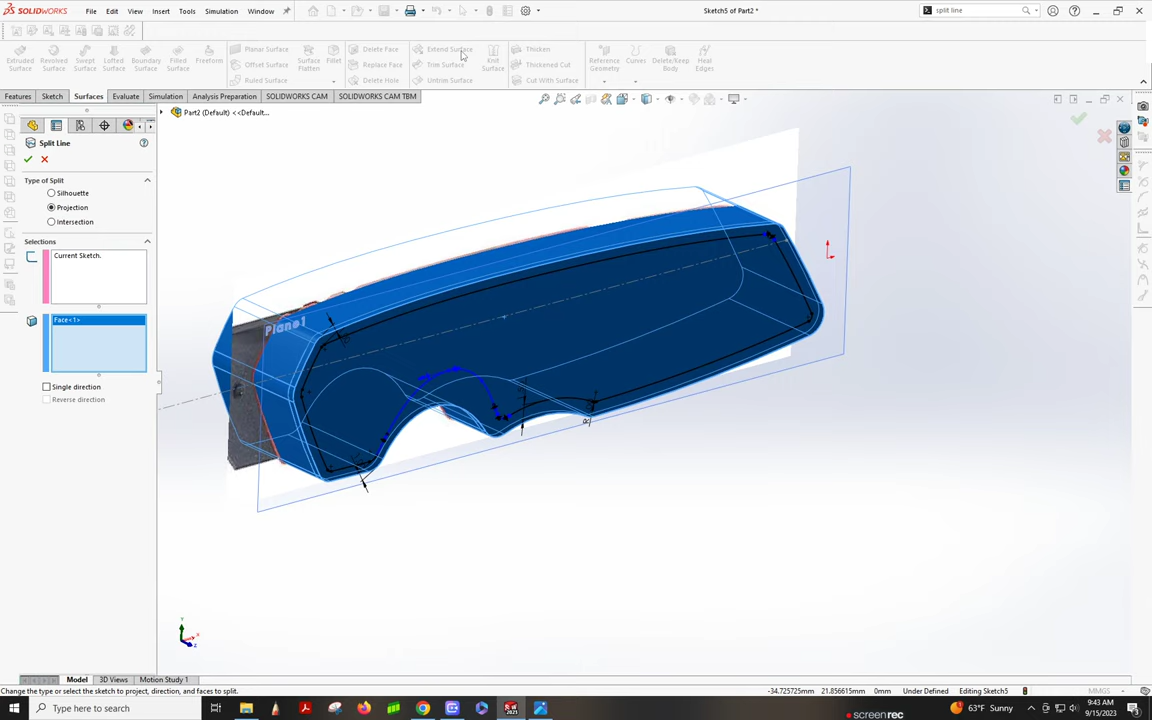 SOLIDWORKS File Edit View Insert Tools Simulation Window Sketch5 of Part2 * split line
Extruded Surface Revolved Surface Swept Surface Lofted Surface Boundary Surface Filled Surface Freeform
Planar Surface Offset Surface Ruled Surface
Surface Flatten Fillet
Delete Face Replace Face Delete Hole
Extend Surface Trim Surface Untrim Surface
Knit Surface
Thicken Thickened Cut Cut With Surface
Reference Geometry Curves Delete/Keep Body Heal Edges
Features Sketch Surfaces Evaluate Simulation Analysis Preparation SOLIDWORKS CAM SOLIDWORKS CAM TBM
Part2 (Default) <<Default...
Split Line
Type of Split
Silhouette
Projection
Intersection
Selections
Current Sketch.
Face<1>
Single direction
Reverse direction
Plane1
Y
X
Z
Model 3D Views Motion Study 1
Change the type or select the sketch to project, direction, and faces to split. -34.725725mm 21.856615mm 0mm Under Defined Editing Sketch5 MMGS
Type here to search 63°F Sunny 9:43 AM
9/15/2023
screenrec